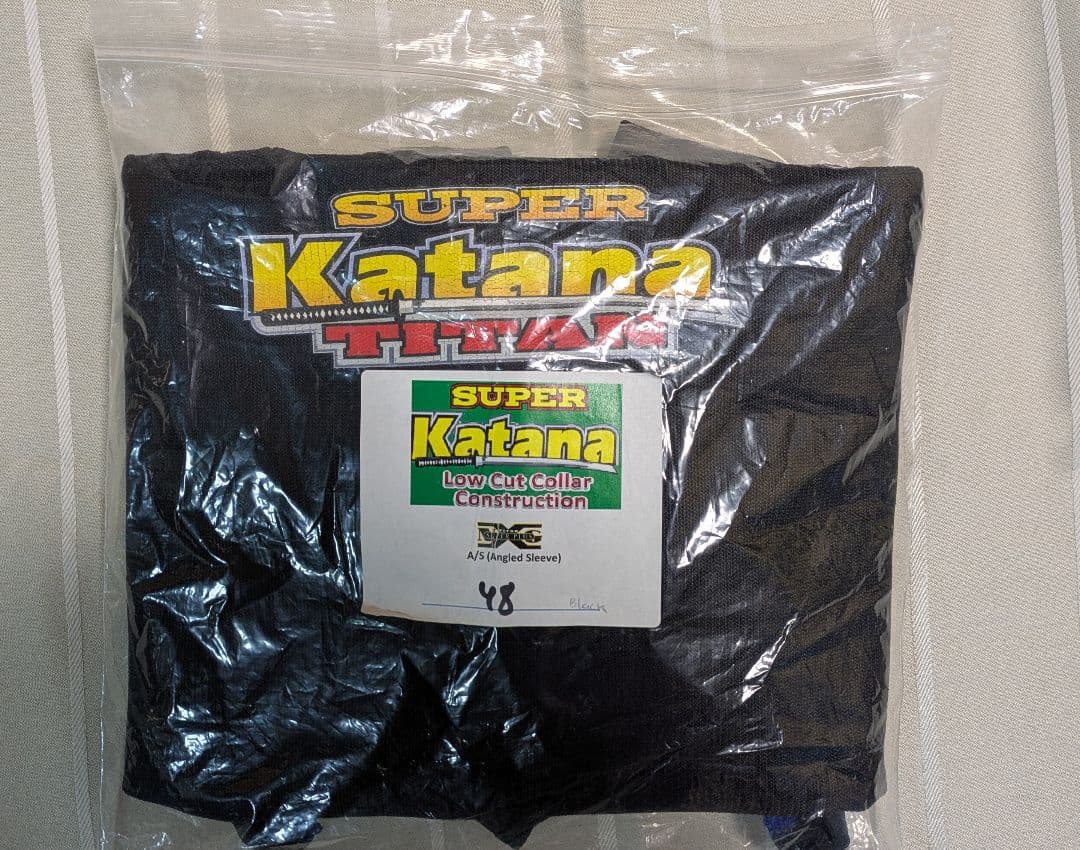 SUPER
Katana
TITAN
SUPER
Katana
Low Cut Collar
Construction
A/S (Angled Sleeve)
48
Black